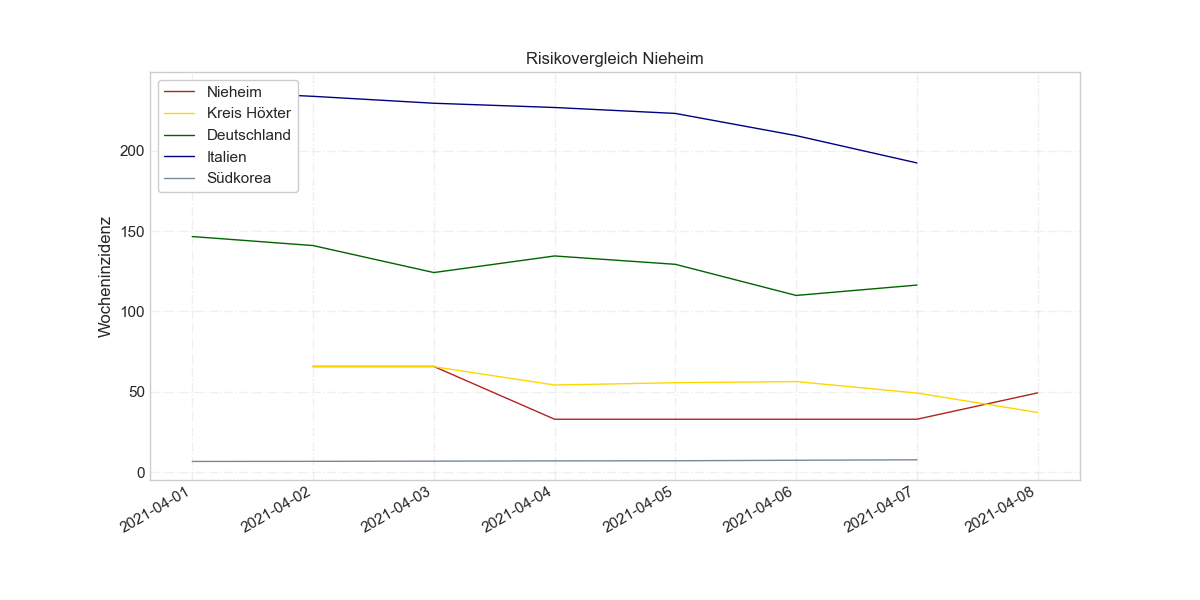 Risikovergleich Nieheim
Nieheim
Kreis Höxter
Deutschland
Italien
Südkorea
Wocheninzidenz
200
150
100
50
0
2021-04-01
2021-04-02
2021-04-03
2021-04-04
2021-04-05
2021-04-06
2021-04-07
2021-04-08